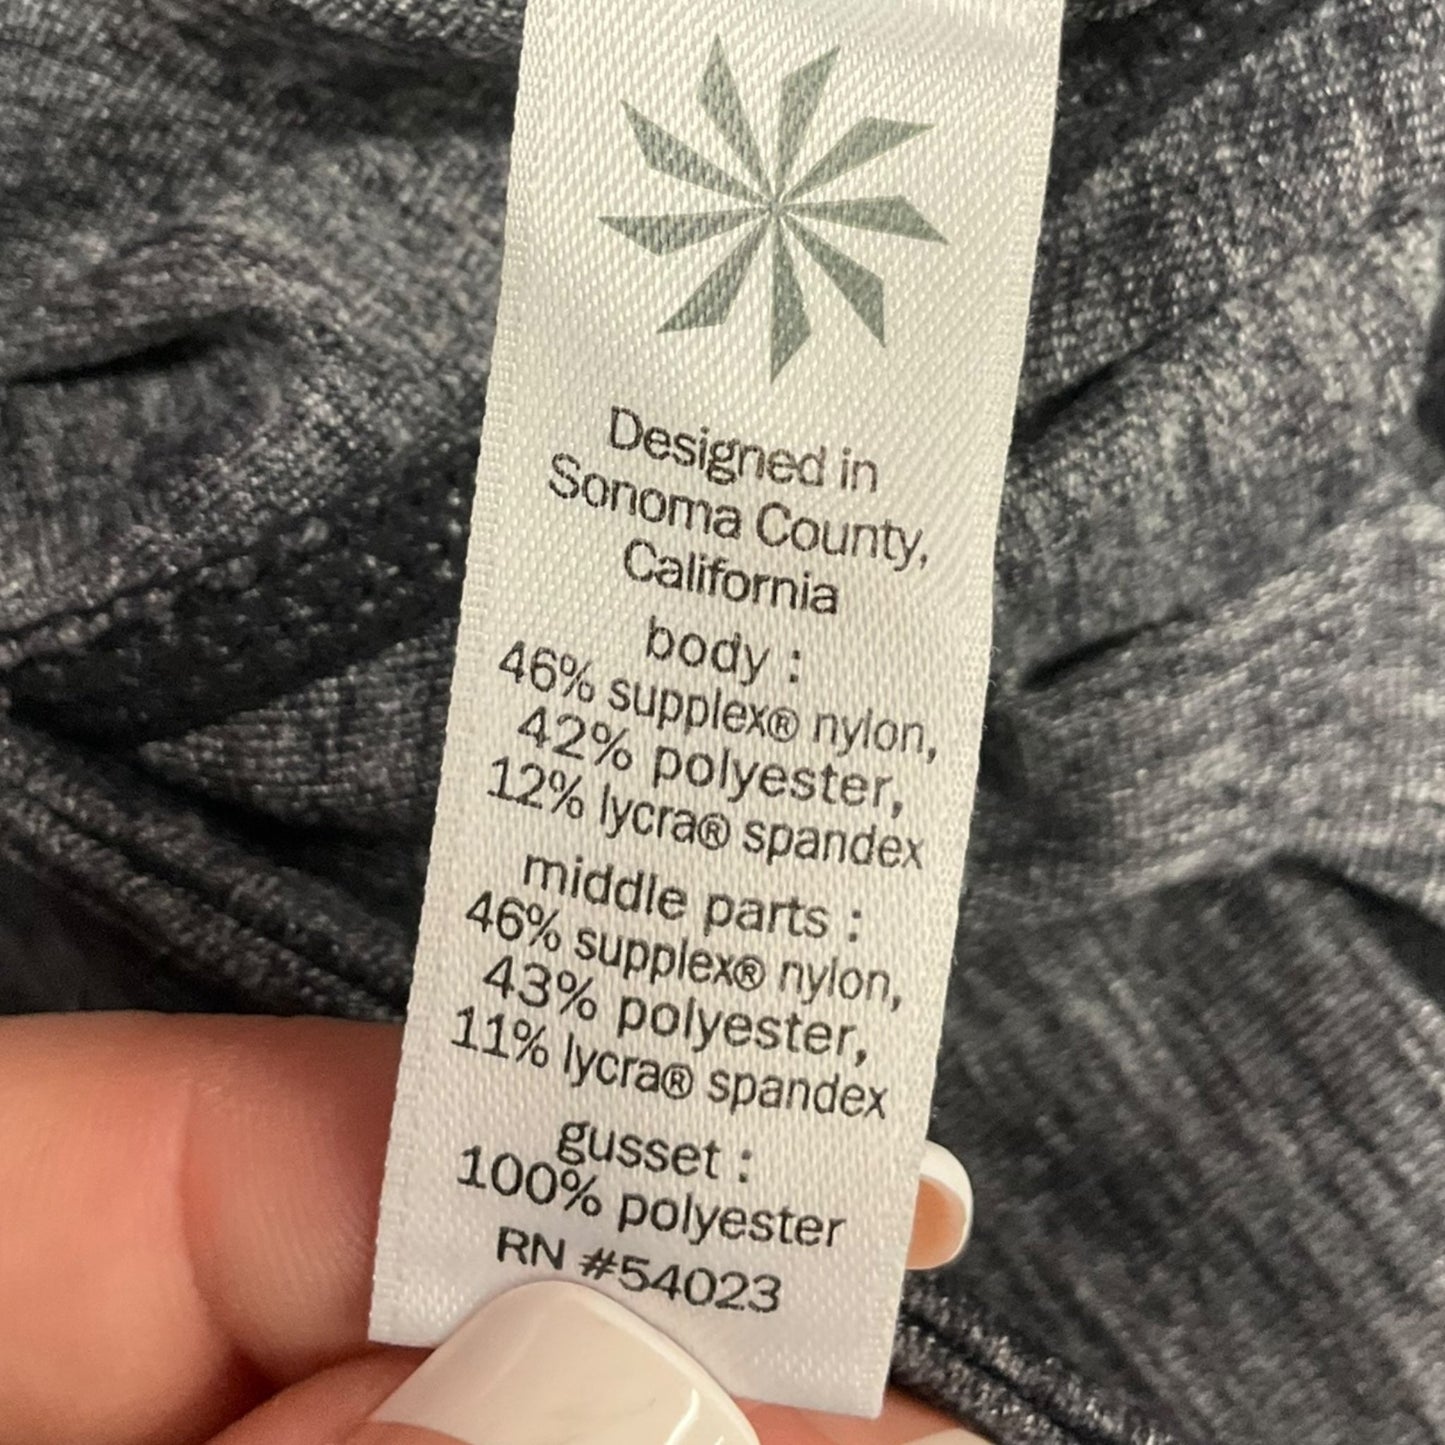 Designed in
Sonoma County,
California
body :
46% supplex® nylon,
42% polyester,
12% lycra® spandex
middle parts :
46% supplex® nylon,
43% polyester,
11% lycra® spandex
gusset :
100% polyester
RN #54023